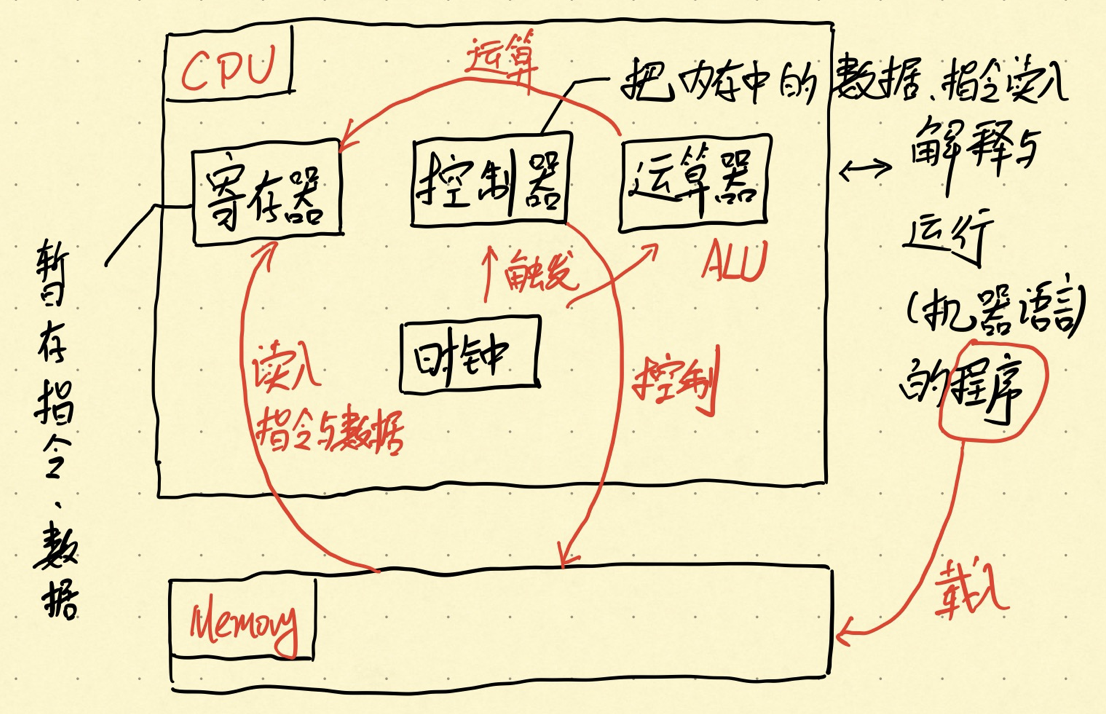 CPU
运算
把内存中的数据、指令读入
寄存器
控制器
运算器
解释与
运行
ALU
触发
(机器语言)
时钟
读入
指令与数据
控制
的程序
暂存指令、数据
载入
Memory